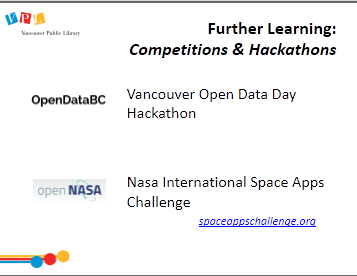 VPL
Vancouver Public Library
Further Learning:
Competitions & Hackathons
OpenDataBC
Vancouver Open Data Day
Hackathon
open NASA
Nasa International Space Apps
Challenge
spaceappschallenge.org